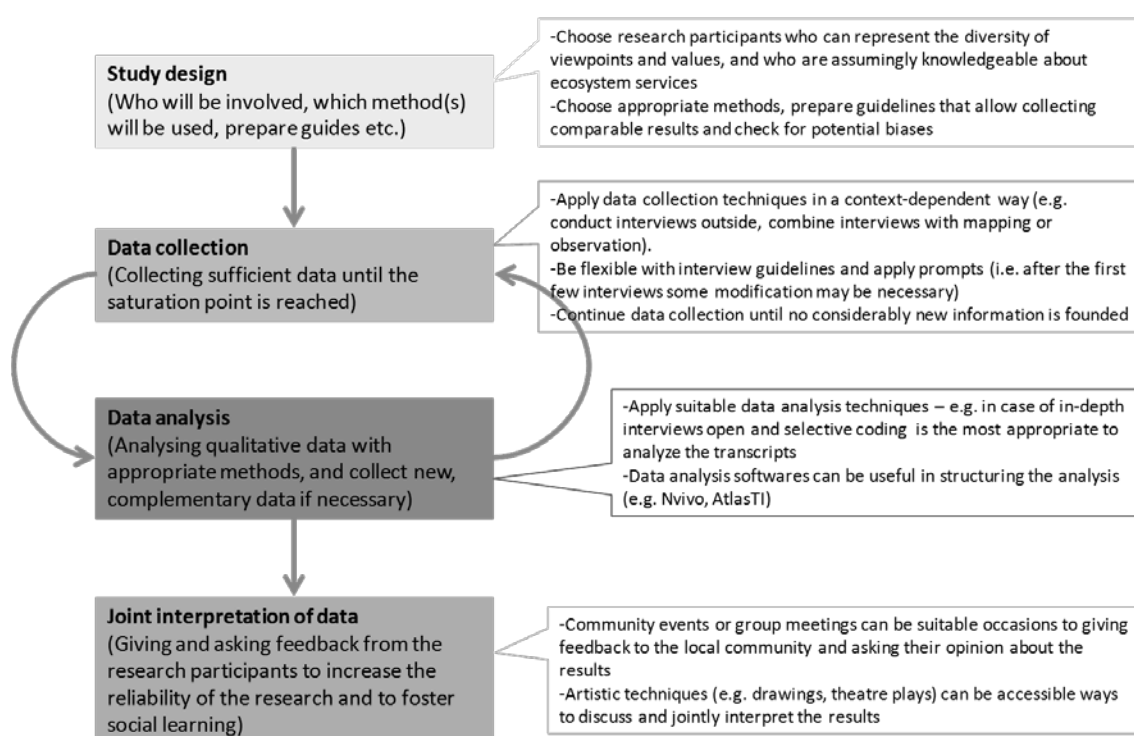 Study design
(Who will be involved, which method(s)
will be used, prepare guides etc.)
-Choose research participants who can represent the diversity of
viewpoints and values, and who are assumingly knowledgeable about
ecosystem services
-Choose appropriate methods, prepare guidelines that allow collecting
comparable results and check for potential biases
Data collection
(Collecting sufficient data until the
saturation point is reached)
-Apply data collection techniques in a context-dependent way (e.g.
conduct interviews outside, combine interviews with mapping or
observation).
-Be flexible with interview guidelines and apply prompts (i.e. after the first
few interviews some modification may be necessary)
-Continue data collection until no considerably new information is founded
Data analysis
(Analysing qualitative data with
appropriate methods, and collect new,
complementary data if necessary)
-Apply suitable data analysis techniques – e.g. in case of in-depth
interviews open and selective coding is the most appropriate to
analyze the transcripts
-Data analysis softwares can be useful in structuring the analysis
(e.g. Nvivo, AtlasTI)
Joint interpretation of data
(Giving and asking feedback from the
research participants to increase the
reliability of the research and to foster
social learning)
-Community events or group meetings can be suitable occasions to giving
feedback to the local community and asking their opinion about the
results
-Artistic techniques (e.g. drawings, theatre plays) can be accessible ways
to discuss and jointly interpret the results